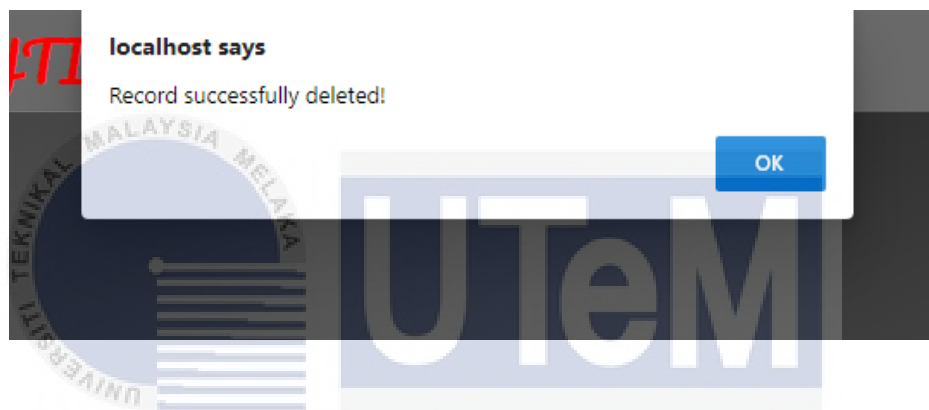 localhost says
Record successfully deleted!
OK
UNIVERSITI TEKNIKAL MALAYSIA MELAKA
UTeM